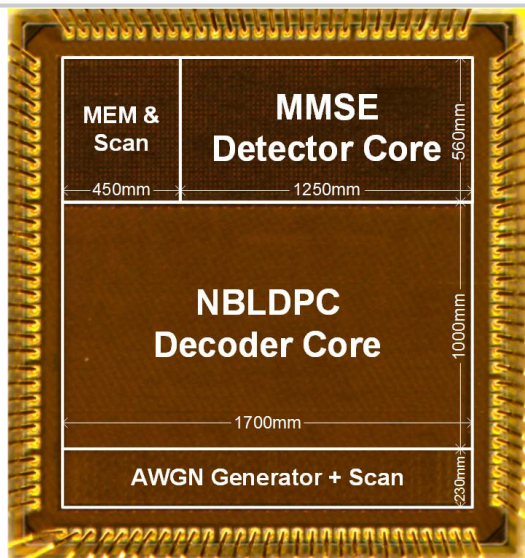 MEM &
Scan
MMSE
Detector Core
560mm
450mm
1250mm
NBLDPC
Decoder Core
1000mm
1700mm
AWGN Generator + Scan
230mm